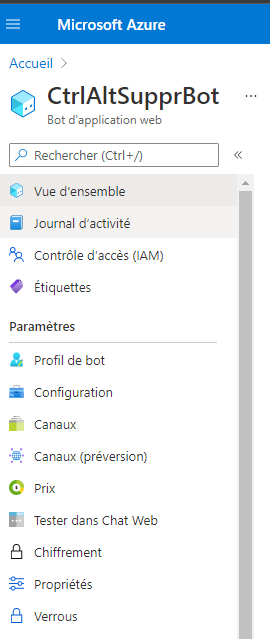 Microsoft Azure
Accueil
CtrlAltSupprBot
Bot d'application web
Rechercher (Ctrl+/)
Vue d'ensemble
Journal d'activité
Contrôle d'accès (IAM)
Étiquettes
Paramètres
Profil de bot
Configuration
Canaux
Canaux (préversion)
Prix
Tester dans Chat Web
Chiffrement
Propriétés
Verrous